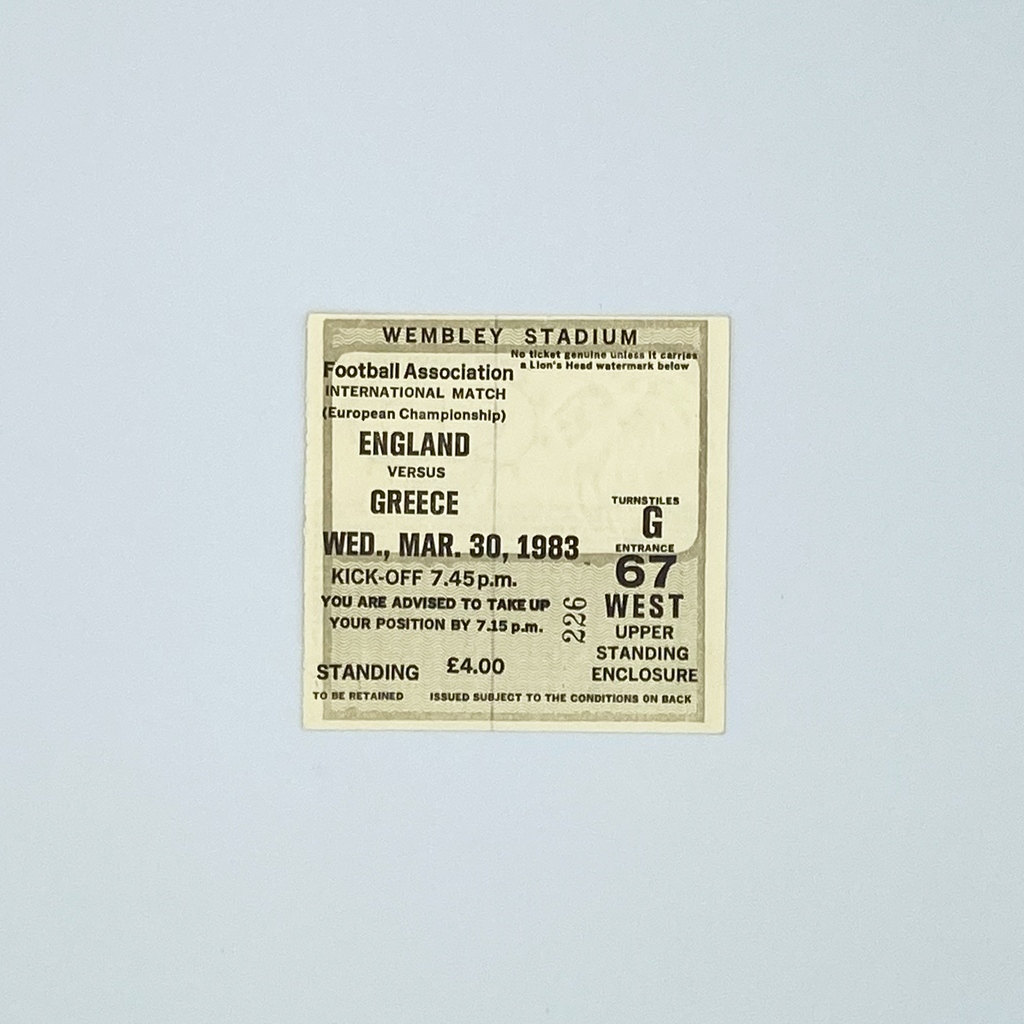 WEMBLEY STADIUM
No ticket genuine unless it carries
a Lion's Head watermark below
Football Association
INTERNATIONAL MATCH
(European Championship)
ENGLAND
VERSUS
GREECE
WED., MAR. 30, 1983
KICK-OFF 7.45 p.m.
YOU ARE ADVISED TO TAKE UP
YOUR POSITION BY 7.15 p.m.
STANDING £4.00
TURNSTILES
G
ENTRANCE
67
WEST
UPPER
STANDING
ENCLOSURE
226
TO BE RETAINED ISSUED SUBJECT TO THE CONDITIONS ON BACK